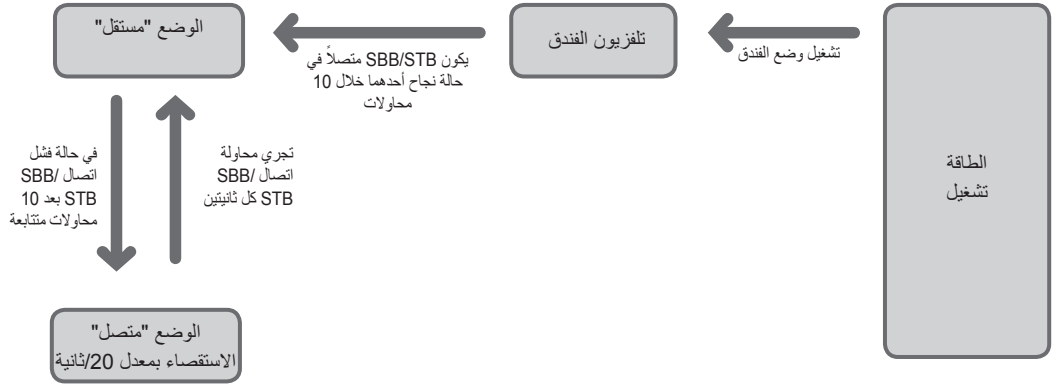 الطاقة
تشغيل
تشغيل وضع الفندق
تلفزيون الفندق
يكون SBB/STB متصلاً في
حالة نجاح أحدهما خلال 10
محاولات
الوضع "مستقل"
تجري محاولة
اتصال SBB/
STB كل ثانيتين
في حالة فشل
اتصال SBB/
STB بعد 10
محاولات متتابعة
الوضع "متصل"
الاستقصاء بمعدل 20/ثانية